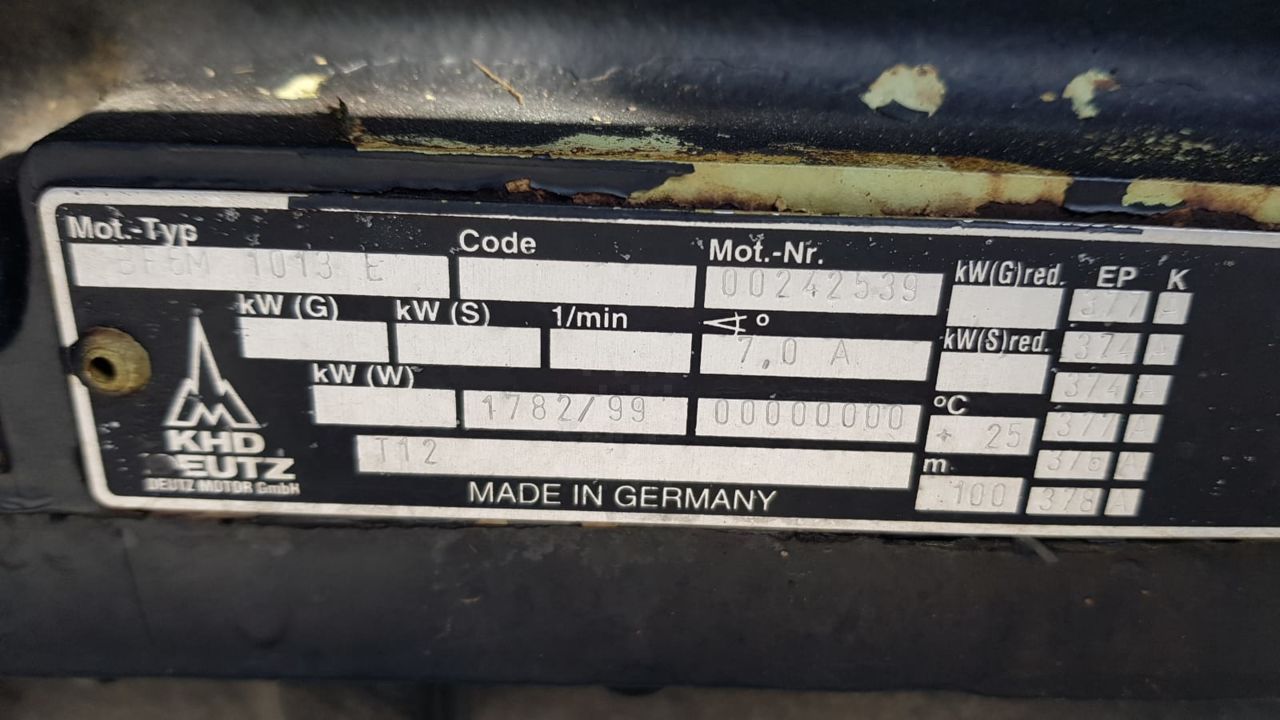 Mot.-Typ Code Mot.-Nr. kW(G)red. EP K
BF6M 1013 E 00242539 377 A
kW (G) kW (S) 1/min ∢° kW(S)red. 374 A
7,0 A 374 A
kW (W) 1782/99 00000000 °C 377 A
+ 25
T12 m 376 A
100 378 A
KHD
DEUTZ
DEUTZ MOTOR GmbH
MADE IN GERMANY